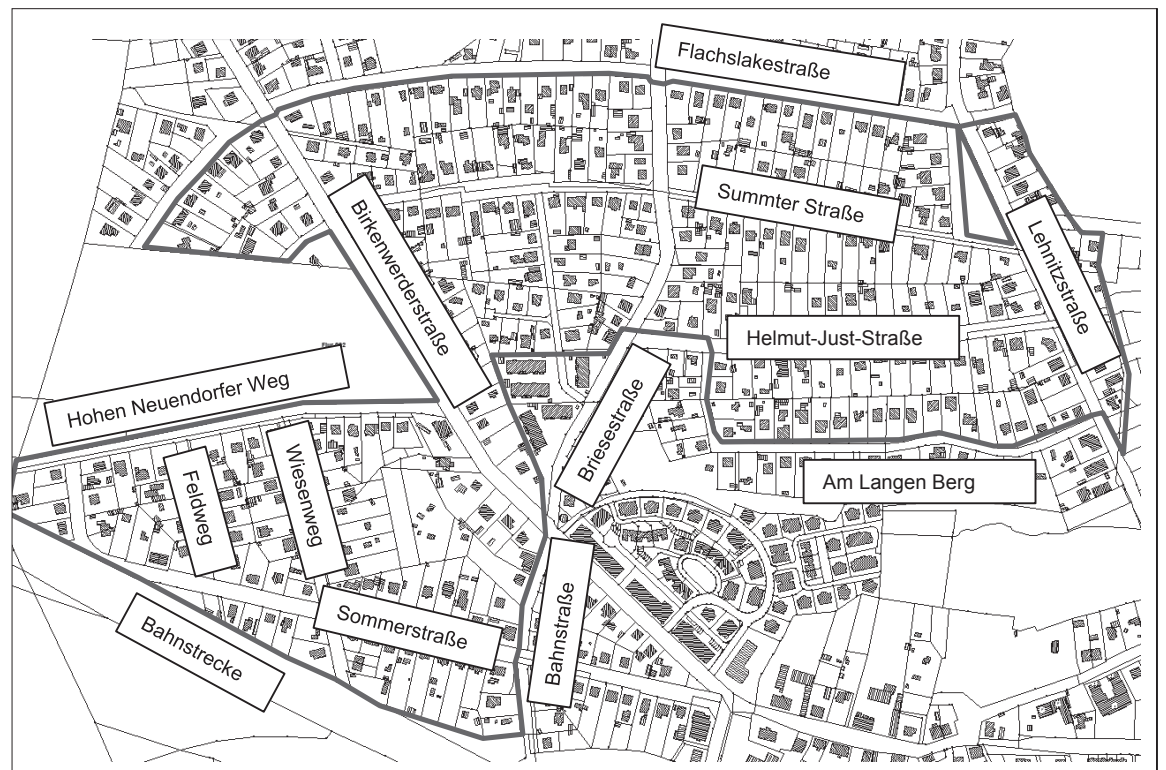 Flachslakestraße
Summter Straße
Birkenwerderstraße
Lehnitzstraße
Helmut-Just-Straße
Hohen Neuendorfer Weg
Briesestraße
Am Langen Berg
Feldweg
Wiesenweg
Sommerstraße
Bahnstraße
Bahnstrecke